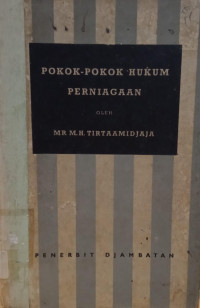 POKOK-POKOK HUKUM
PERNIAGAAN
OLEH
MR M.H. TIRTAAMIDJAJA
PENERBIT DJAMBATAN